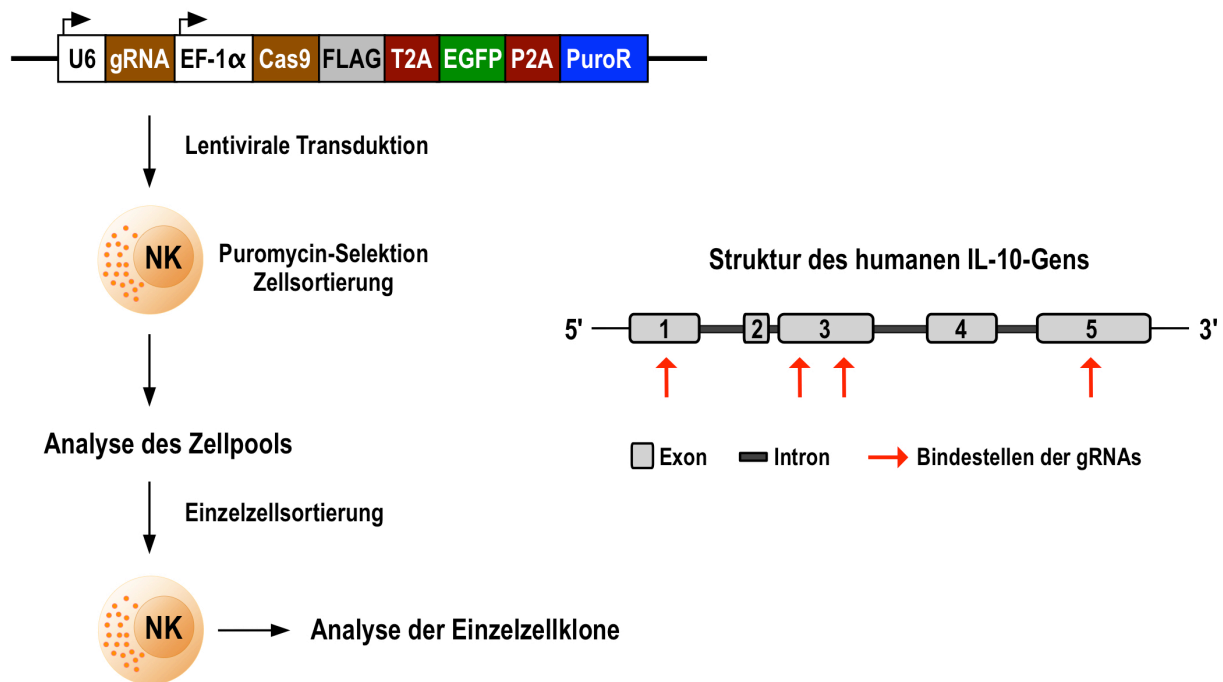 U6 gRNA EF-1α Cas9 FLAG T2A EGFP P2A PuroR
Lentivirale Transduktion
NK
Puromycin-Selektion
Zellsortierung
Analyse des Zellpools
Einzelzellsortierung
NK
Analyse der Einzelzellklone
Struktur des humanen IL-10-Gens
5' 1 2 3 4 5 3'
Exon Intron Bindestellen der gRNAs